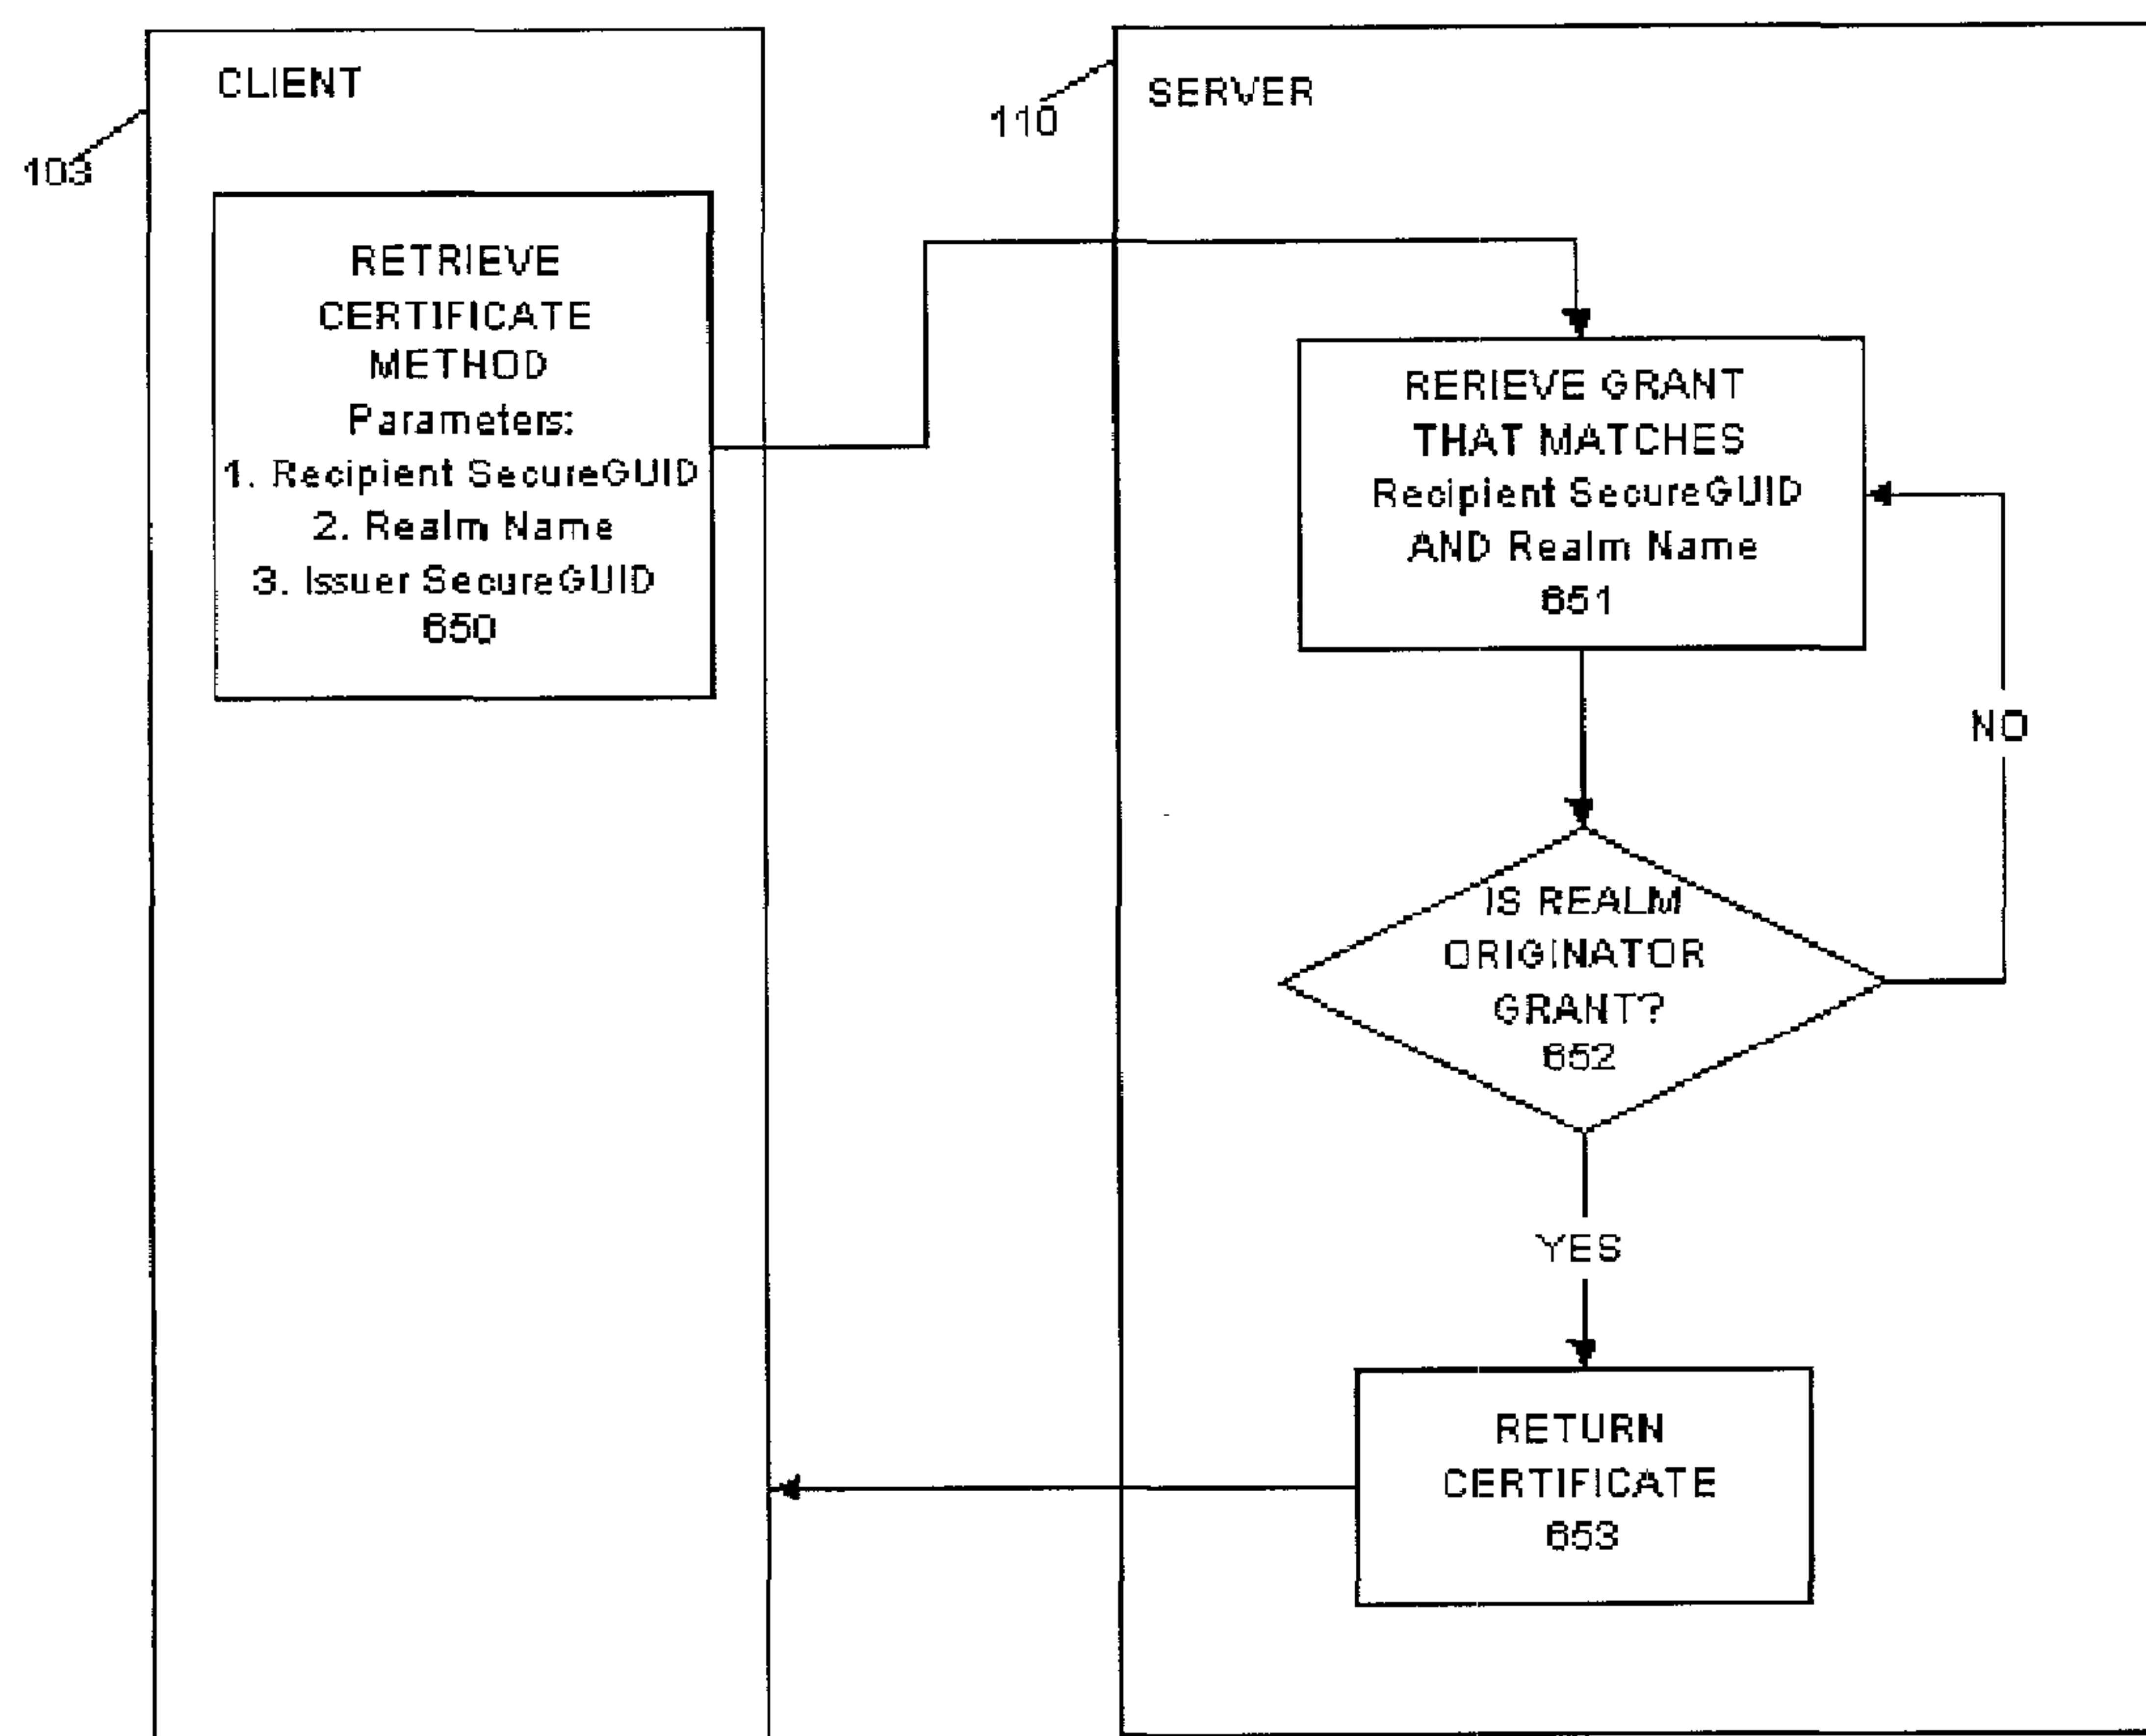 CLIENT
103
RETRIEVE
CERTIFICATE
METHOD
Parameters:
1. Recipient SecureGUID
2. Realm Name
3. Issuer SecureGUID
650
110
SERVER
RERIEVE GRANT
THAT MATCHES
Recipient SecureGUID
AND Realm Name
651
NO
IS REALM
ORIGINATOR
GRANT?
652
YES
RETURN
CERTIFICATE
653